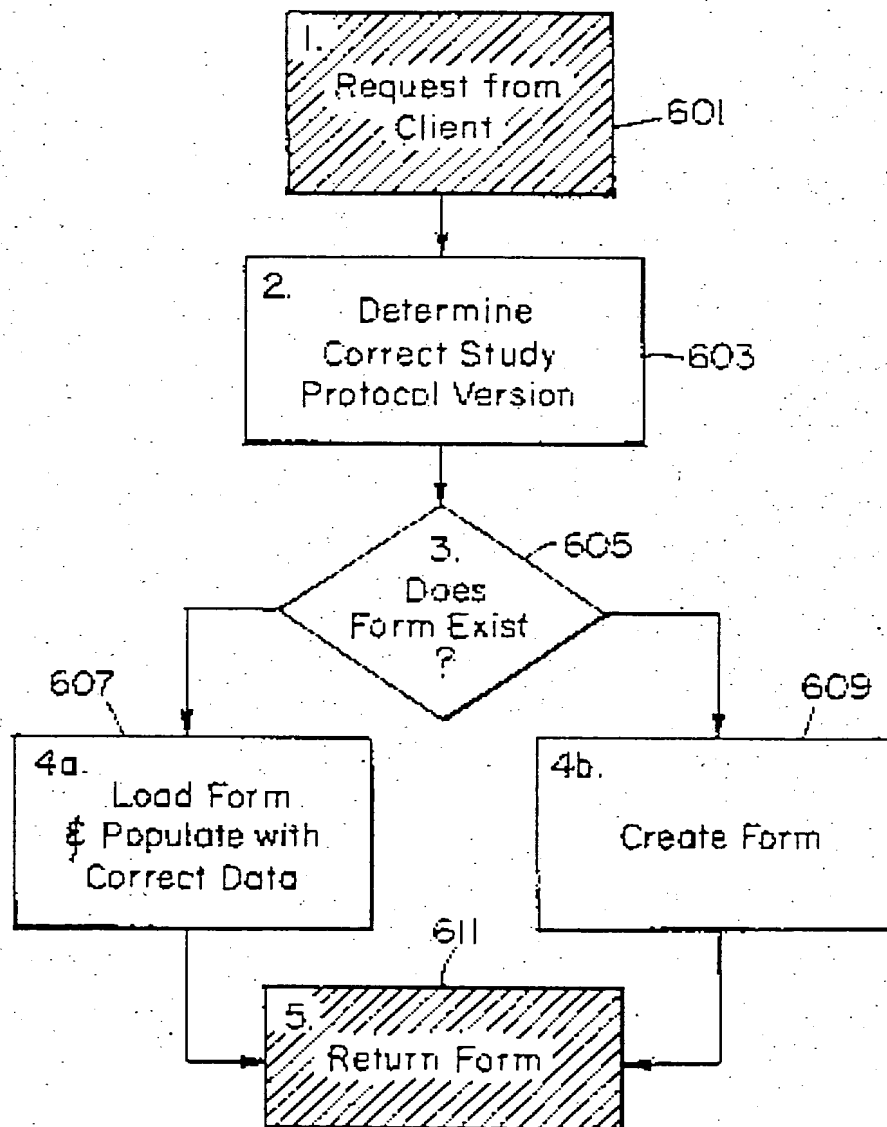 1.
Request from
Client
601
2.
Determine
Correct Study
Protocol Version
603
3.
Does
Form Exist
?
605
607
4a.
Load Form
& Populate with
Correct Data
609
4b.
Create Form
611
5.
Return Form